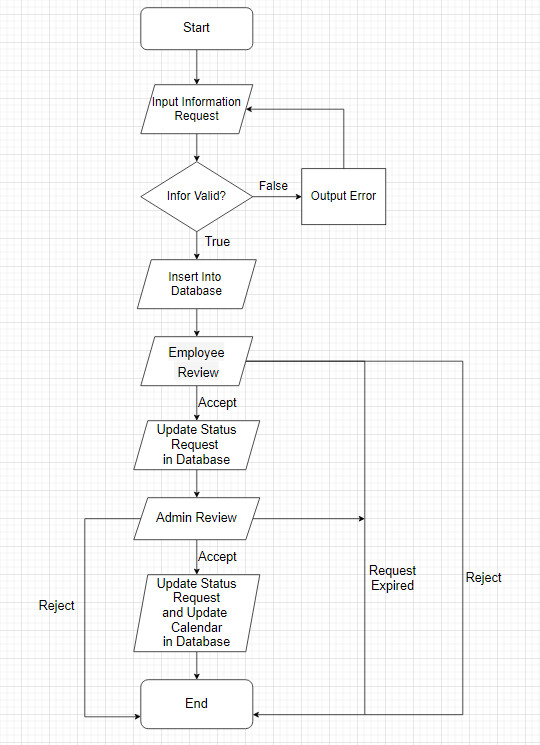 Start
Input Information
Request
Infor Valid?
False
Output Error
True
Insert Into
Database
Employee
Review
Accept
Update Status
Request
in Database
Admin Review
Accept
Request
Expired
Reject
Update Status
Request
and Update
Calendar
in Database
Reject
End